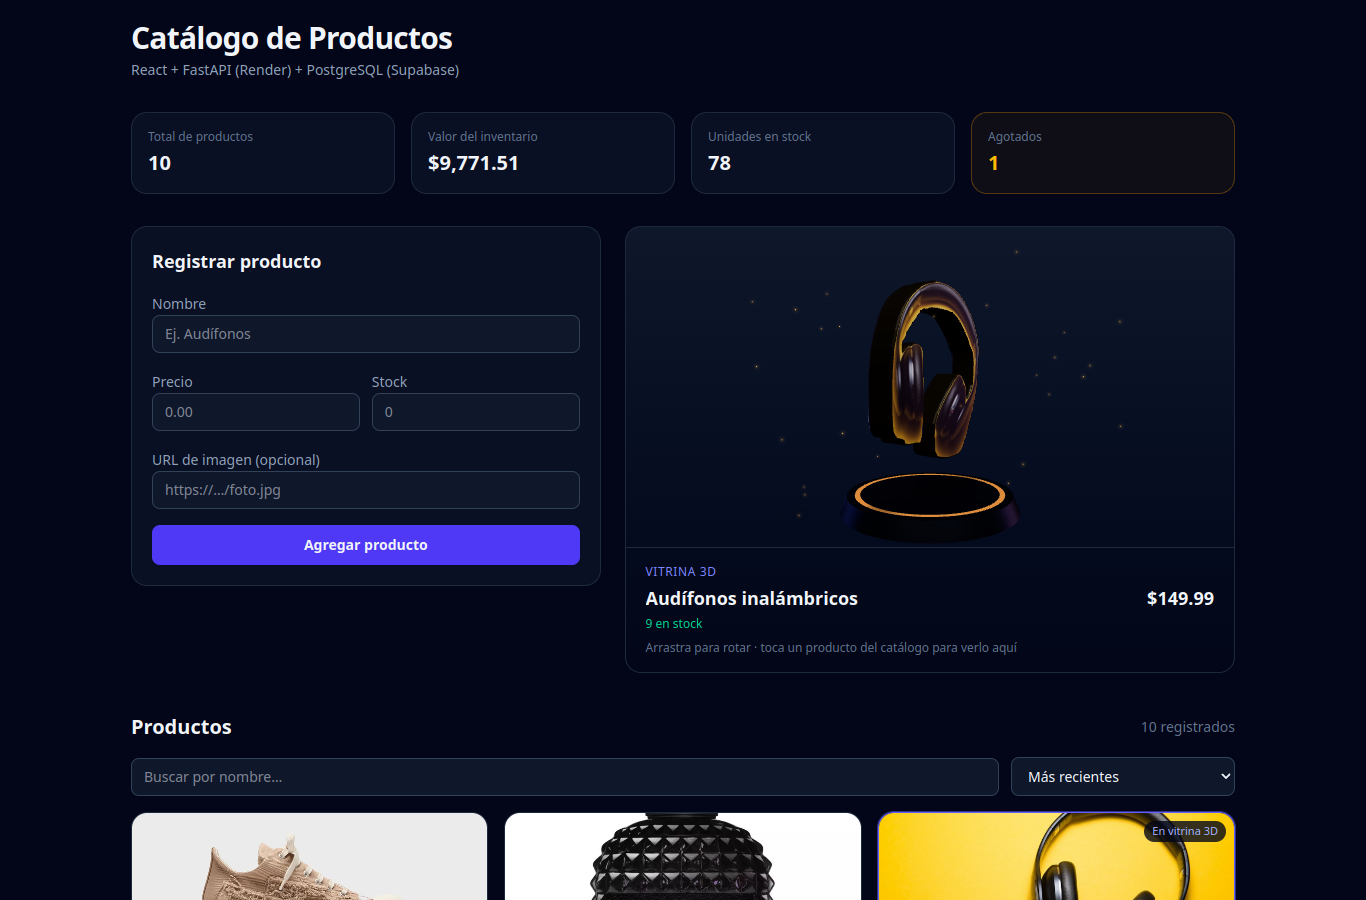 Catálogo de Productos
React + FastAPI (Render) + PostgreSQL (Supabase)
Total de productos
10
Valor del inventario
$9,771.51
Unidades en stock
78
Agotados
1
Registrar producto
Nombre
Ej. Audífonos
Precio
Stock
0.00
0
URL de imagen (opcional)
https://.../foto.jpg
Agregar producto
VITRINA 3D
Audífonos inalámbricos
$149.99
9 en stock
Arrastra para rotar · toca un producto del catálogo para verlo aquí
Productos
10 registrados
Buscar por nombre...
Más recientes
En vitrina 3D